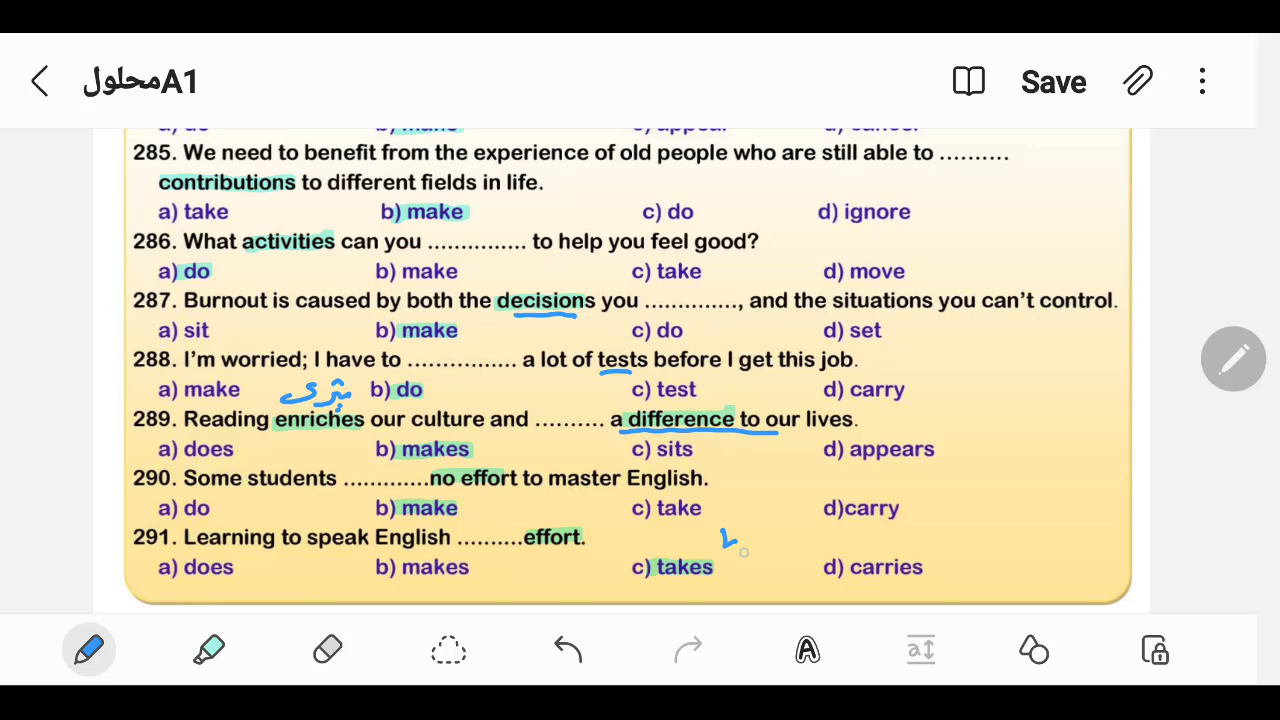 محلولA1
Save
285. We need to benefit from the experience of old people who are still able to ..........
contributions to different fields in life.
a) take b) make c) do d) ignore
286. What activities can you ............... to help you feel good?
a) do b) make c) take d) move
287. Burnout is caused by both the decisions you .............., and the situations you can't control.
a) sit b) make c) do d) set
288. I'm worried; I have to ................ a lot of tests before I get this job.
a) make b) do c) test d) carry
يثرى
289. Reading enriches our culture and .......... a difference to our lives.
a) does b) makes c) sits d) appears
290. Some students .............no effort to master English.
a) do b) make c) take d)carry
291. Learning to speak English ..........effort.
a) does b) makes c) takes d) carries